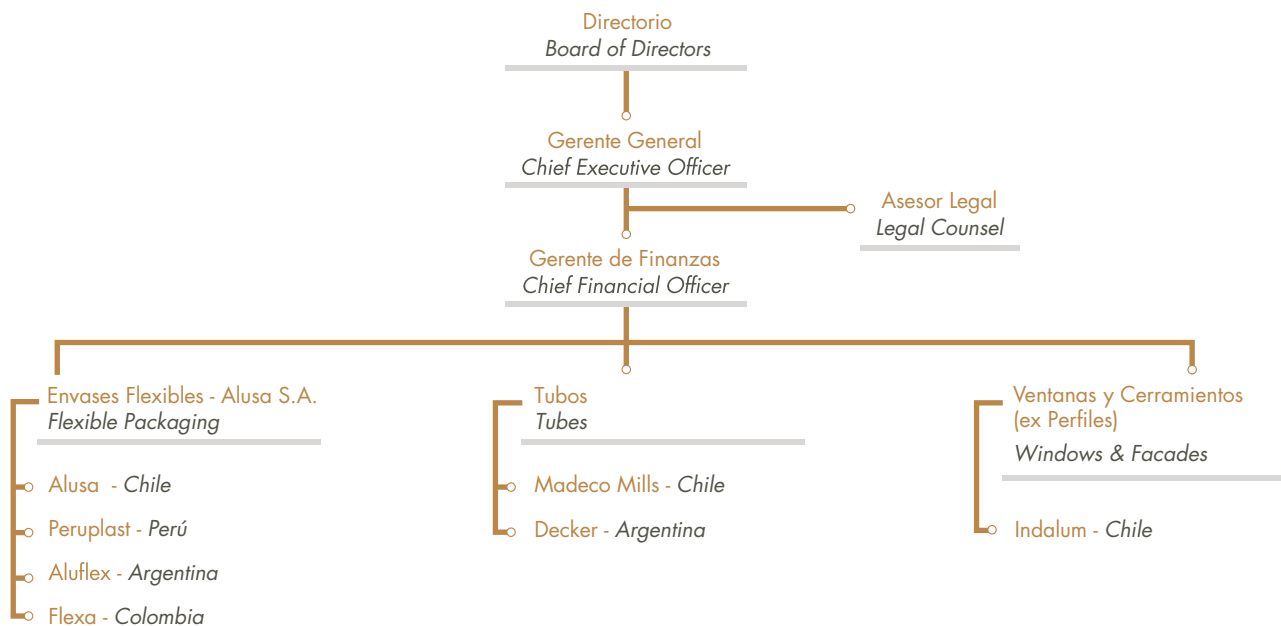 Directorio
Board of Directors
Gerente General
Chief Executive Officer
Asesor Legal
Legal Counsel
Gerente de Finanzas
Chief Financial Officer
Envases Flexibles - Alusa S.A.
Flexible Packaging
Alusa - Chile
Peruplast - Perú
Aluflex - Argentina
Flexa - Colombia
Tubos
Tubes
Madeco Mills - Chile
Decker - Argentina
Ventanas y Cerramientos
(ex Perfiles)
Windows & Facades
Indalum - Chile